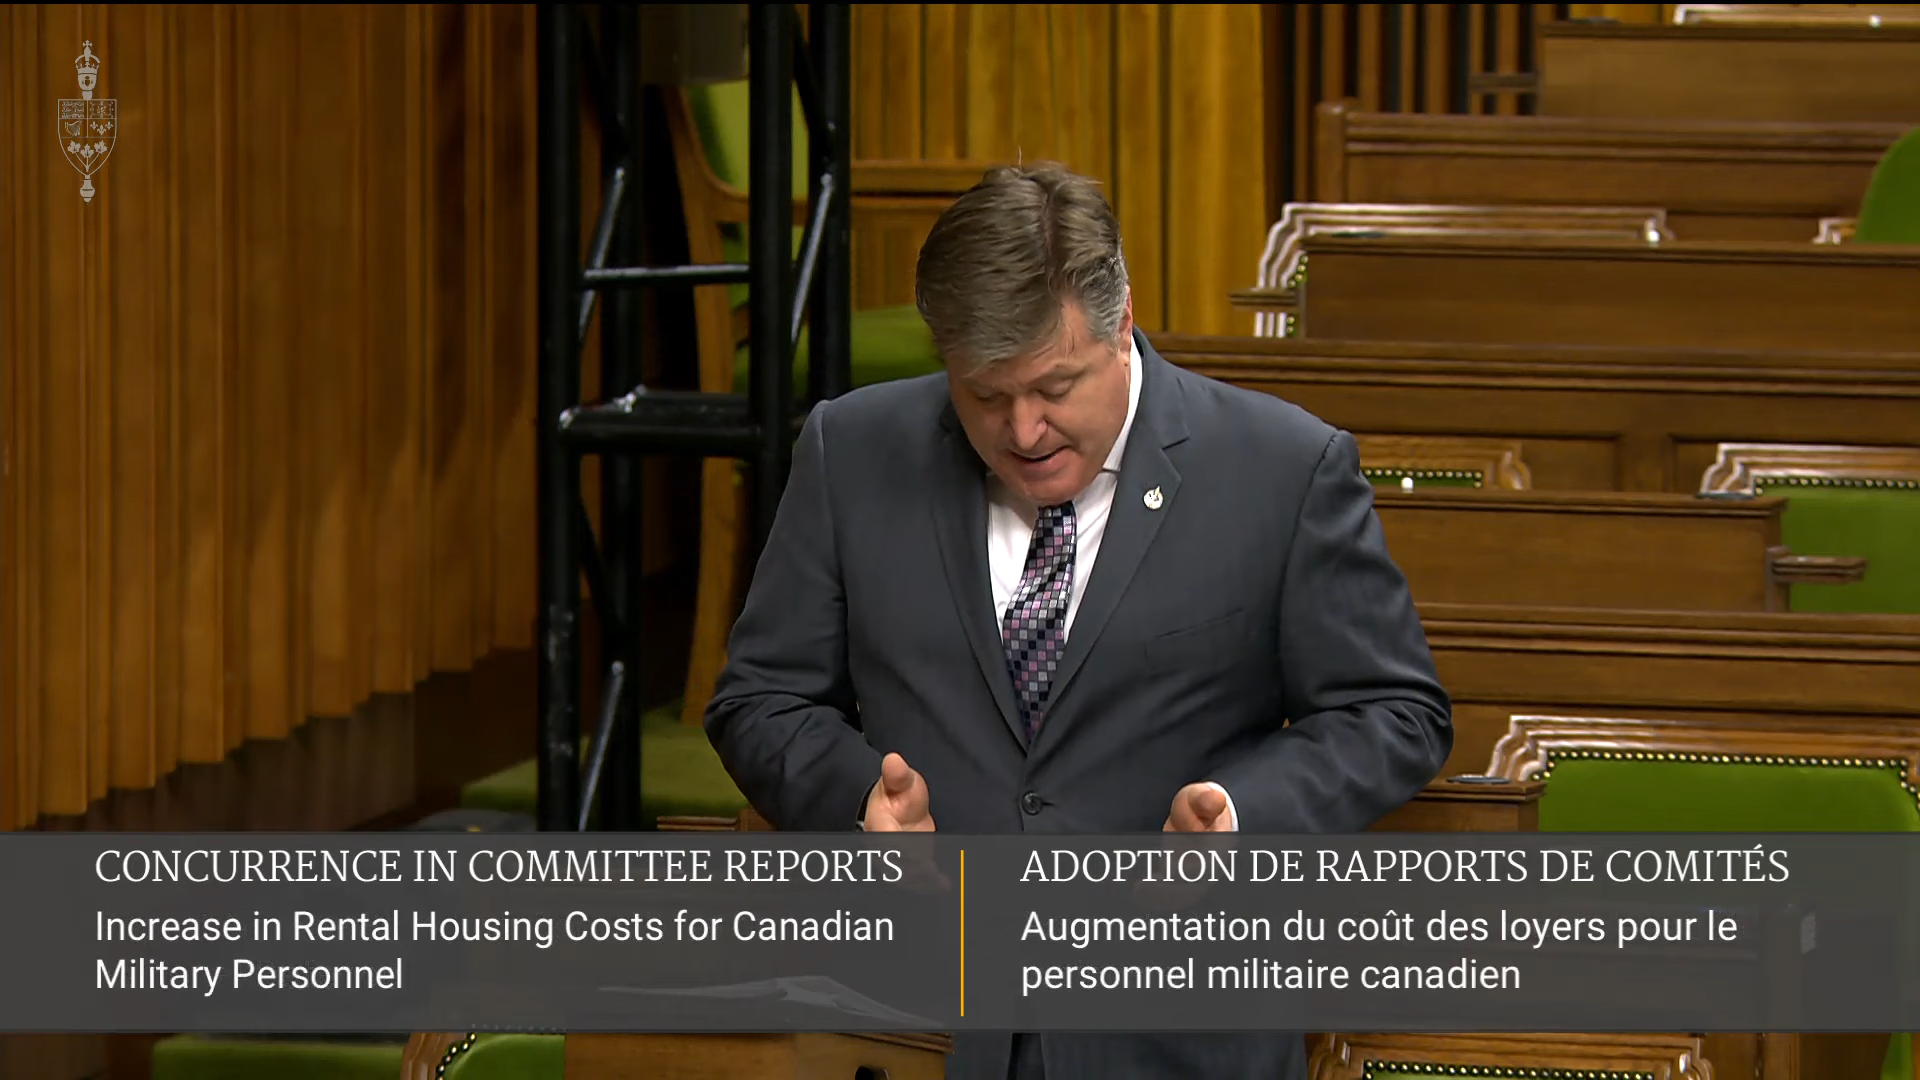 CONCURRENCE IN COMMITTEE REPORTS
Increase in Rental Housing Costs for Canadian
Military Personnel
ADOPTION DE RAPPORTS DE COMITÉS
Augmentation du coût des loyers pour le
personnel militaire canadien